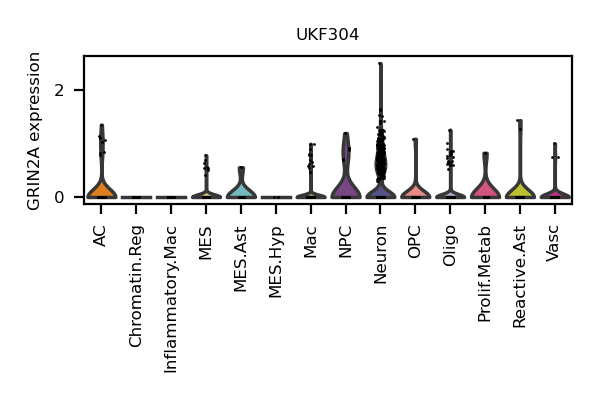 UKF304
GRIN2A expression
2
0
AC
Chromatin.Reg
Inflammatory.Mac
MES
MES.Ast
MES.Hyp
Mac
NPC
Neuron
OPC
Oligo
Prolif.Metab
Reactive.Ast
Vasc